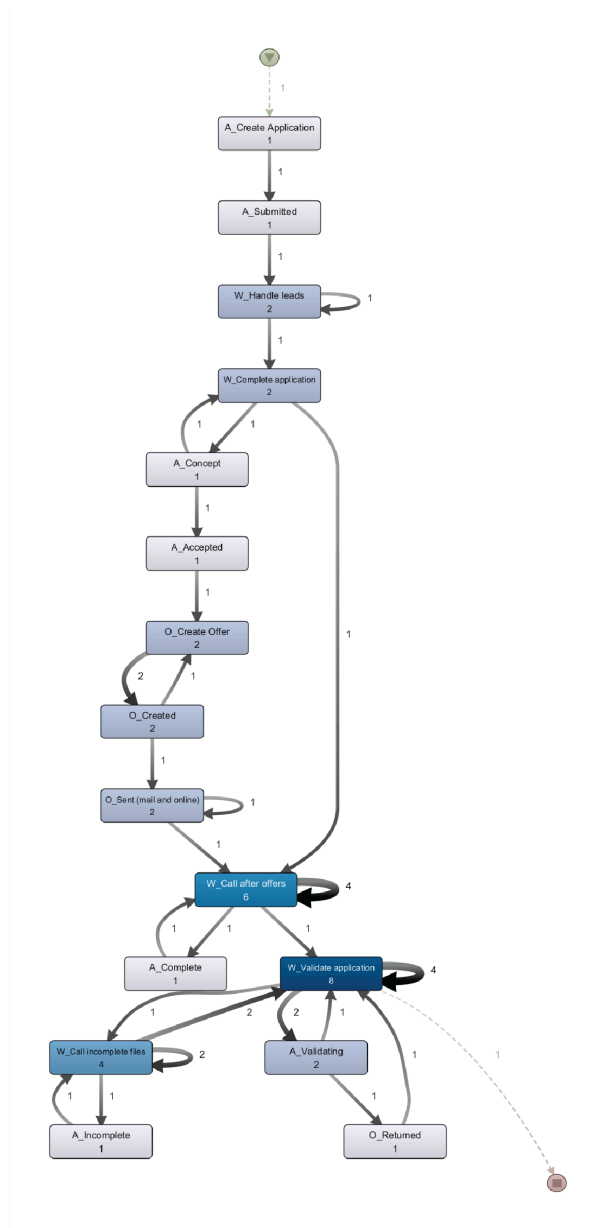 1
A_Create Application
1
1
A_Submitted
1
1
W_Handle leads
2
1
1
W_Complete application
2
1
1
A_Concept
1
1
A_Accepted
1
1
1
O_Create Offer
2
2
1
O_Created
2
1
O_Sent (mail and online)
2
1
1
W_Call after offers
6
4
1
1
1
A_Complete
1
W_Validate application
8
4
1
2
2
1
W_Call incomplete files
4
2
A_Validating
2
1
1
1
1
1
A_Incomplete
1
O_Returned
1